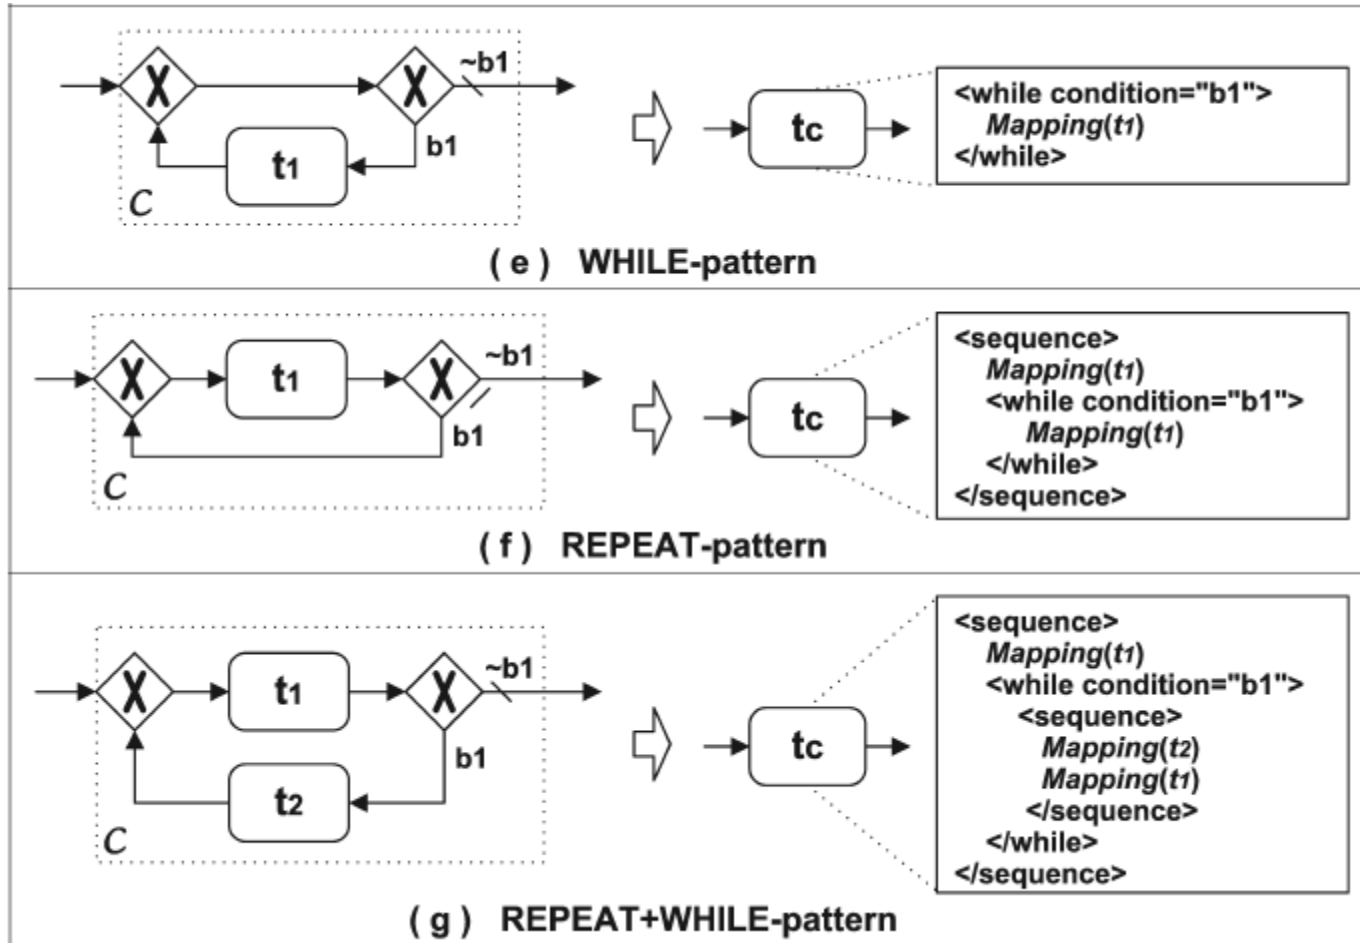 X X ~b1
b1
t1
C
tc
<while condition="b1">
Mapping(t1)
</while>
( e ) WHILE-pattern
X t1 X ~b1
b1
C
tc
<sequence>
Mapping(t1)
<while condition="b1">
Mapping(t1)
</while>
</sequence>
( f ) REPEAT-pattern
X t1 X ~b1
b1
t2
C
tc
<sequence>
Mapping(t1)
<while condition="b1">
<sequence>
Mapping(t2)
Mapping(t1)
</sequence>
</while>
</sequence>
( g ) REPEAT+WHILE-pattern